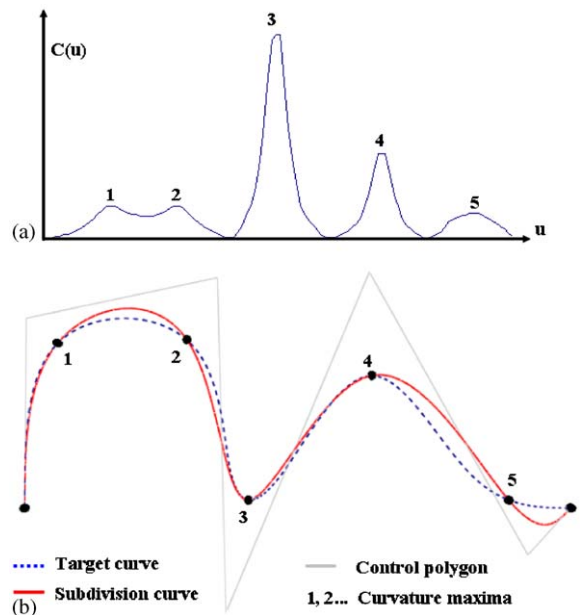 C(u)
3
4
1
2
5
(a)
u
1
2
4
5
3
Target curve
Control polygon
Subdivision curve
1, 2... Curvature maxima
(b)